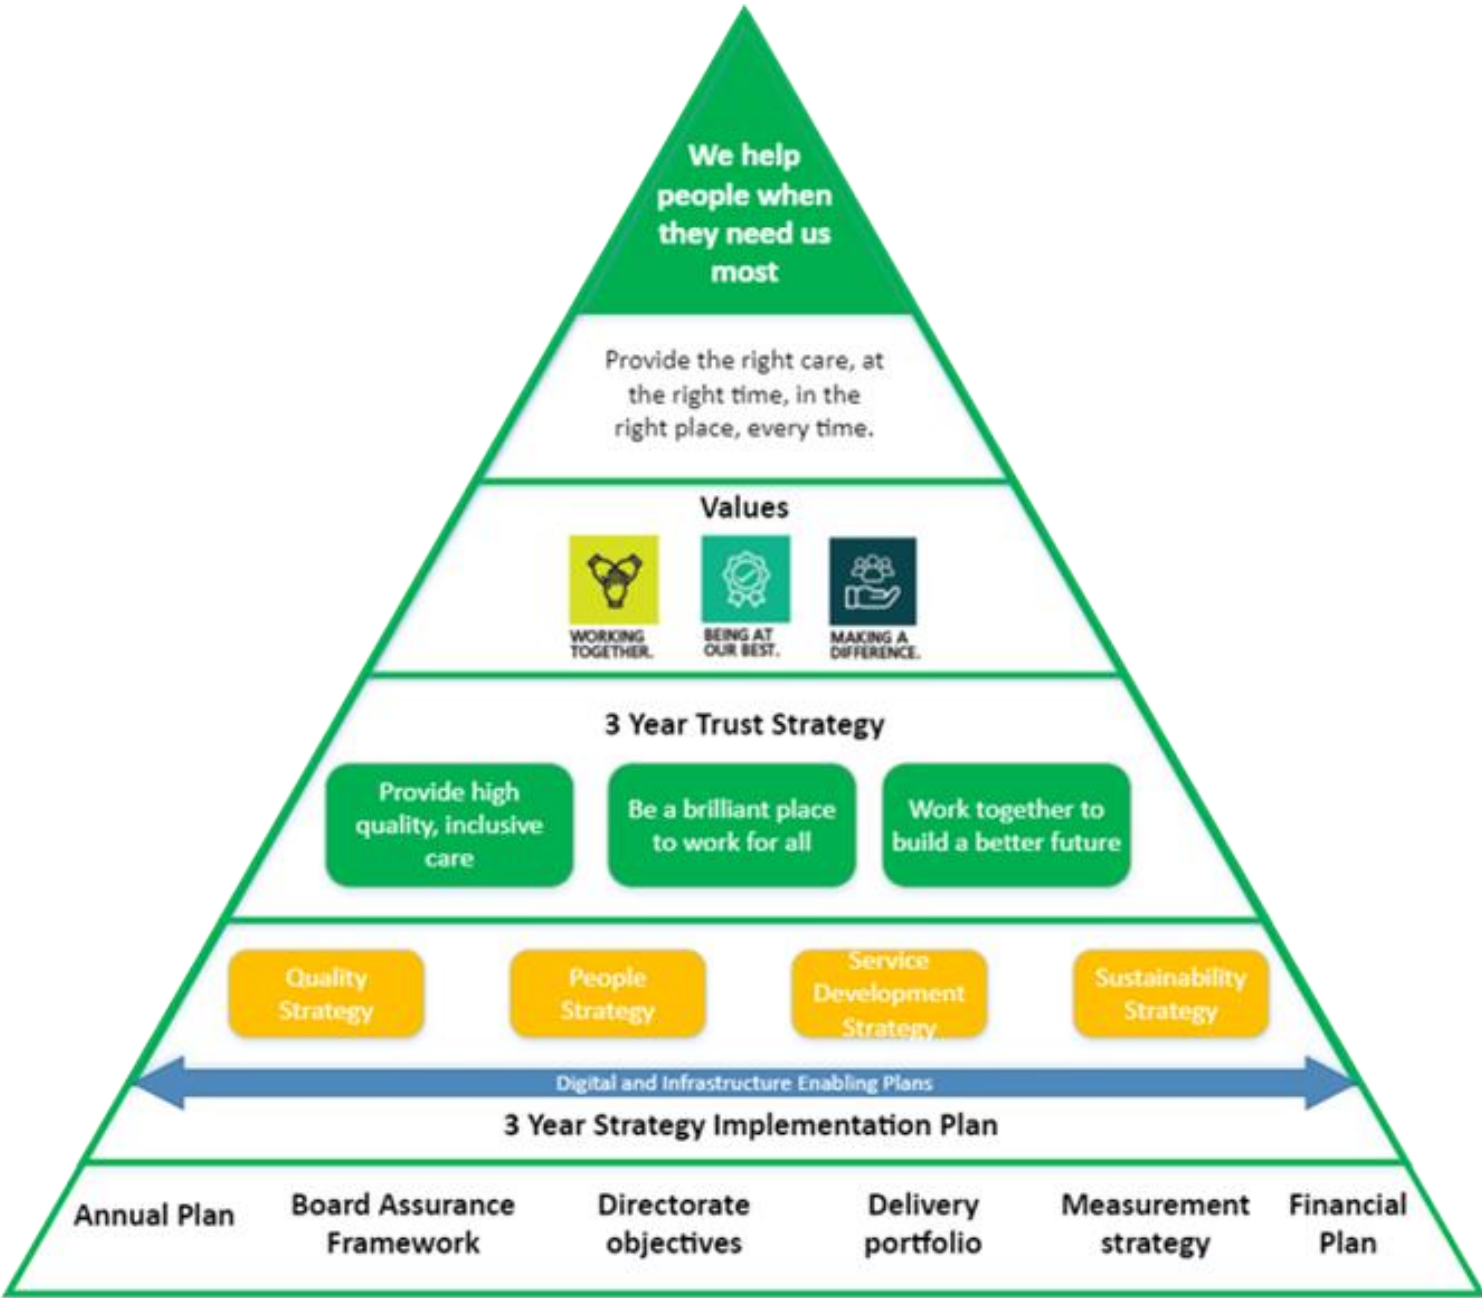 We help
people when
they need us
most
Provide the right care, at
the right time, in the
right place, every time.
Values
WORKING
TOGETHER.
BEING AT
OUR BEST.
MAKING A
DIFFERENCE.
3 Year Trust Strategy
Provide high
quality, inclusive
care
Be a brilliant place
to work for all
Work together to
build a better future
Quality
Strategy
People
Strategy
Service
Development
Strategy
Sustainability
Strategy
Digital and Infrastructure Enabling Plans
3 Year Strategy Implementation Plan
Annual Plan
Board Assurance
Framework
Directorate
objectives
Delivery
portfolio
Measurement
strategy
Financial
Plan